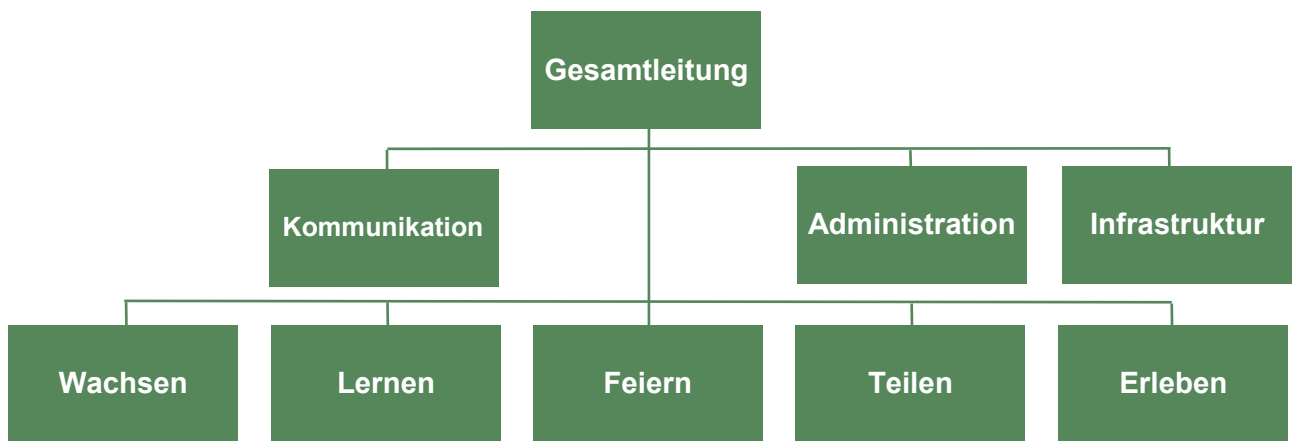 Gesamtleitung
Kommunikation
Administration
Infrastruktur
Wachsen
Lernen
Feiern
Teilen
Erleben